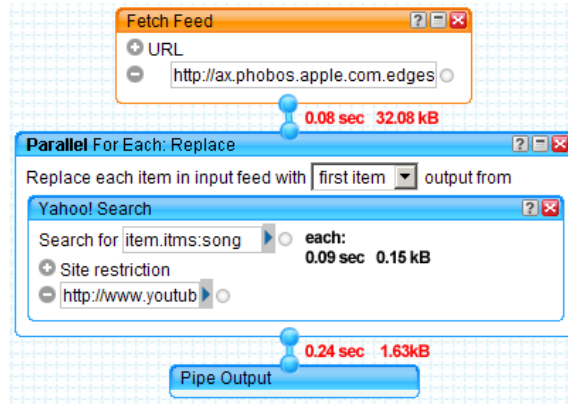 Fetch Feed
URL
http://ax.phobos.apple.com.edges
0.08 sec 32.08 kB
Parallel For Each: Replace
Replace each item in input feed with first item output from
Yahoo! Search
Search for item.itms:song
each:
0.09 sec 0.15 kB
Site restriction
http://www.youtub
0.24 sec 1.63kB
Pipe Output